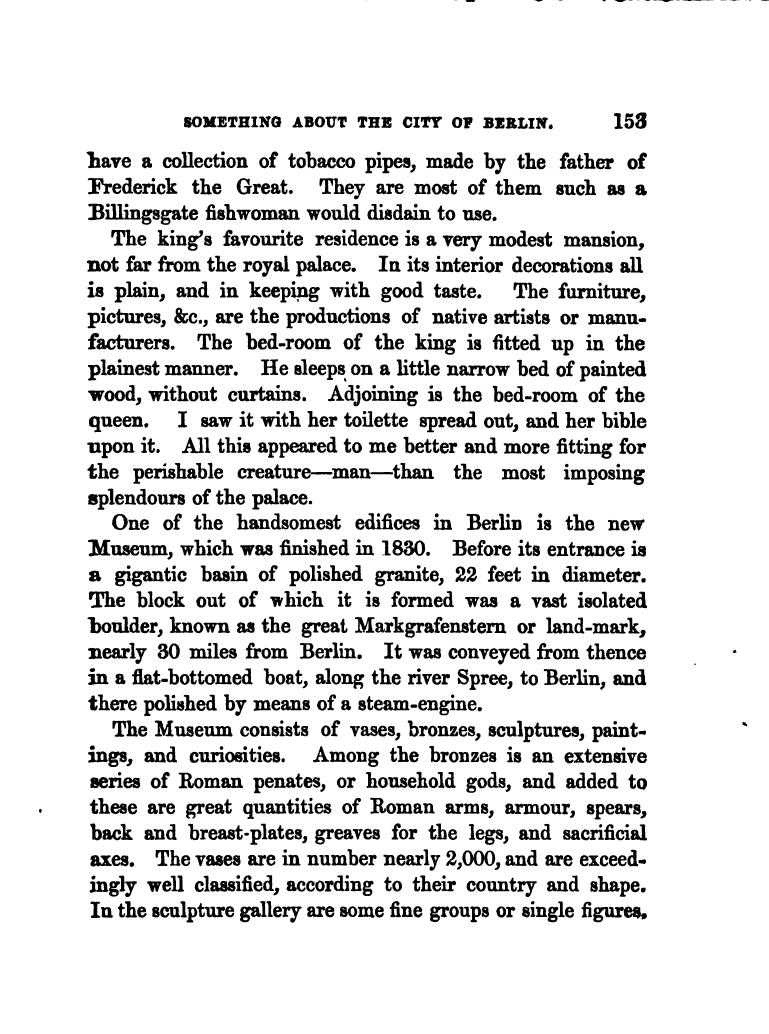 SOMETHING ABOUT THE CITY OF BERLIN. 153
have a collection of tobacco pipes, made by the father of
Frederick the Great. They are most of them such as a
Billingsgate fishwoman would disdain to use.
The king's favourite residence is a very modest mansion,
not far from the royal palace. In its interior decorations all
is plain, and in keeping with good taste. The furniture,
pictures, &c., are the productions of native artists or manu-
facturers. The bed-room of the king is fitted up in the
plainest manner. He sleeps on a little narrow bed of painted
wood, without curtains. Adjoining is the bed-room of the
queen. I saw it with her toilette spread out, and her bible
upon it. All this appeared to me better and more fitting for
the perishable creature—man—than the most imposing
splendours of the palace.
One of the handsomest edifices in Berlin is the new
Museum, which was finished in 1830. Before its entrance is
a gigantic basin of polished granite, 22 feet in diameter.
The block out of which it is formed was a vast isolated
boulder, known as the great Markgrafenstern or land-mark,
nearly 30 miles from Berlin. It was conveyed from thence
in a flat-bottomed boat, along the river Spree, to Berlin, and
there polished by means of a steam-engine.
The Museum consists of vases, bronzes, sculptures, paint-
ings, and curiosities. Among the bronzes is an extensive
series of Roman penates, or household gods, and added to
these are great quantities of Roman arms, armour, spears,
back and breast-plates, greaves for the legs, and sacrificial
axes. The vases are in number nearly 2,000, and are exceed-
ingly well classified, according to their country and shape.
In the sculpture gallery are some fine groups or single figures.